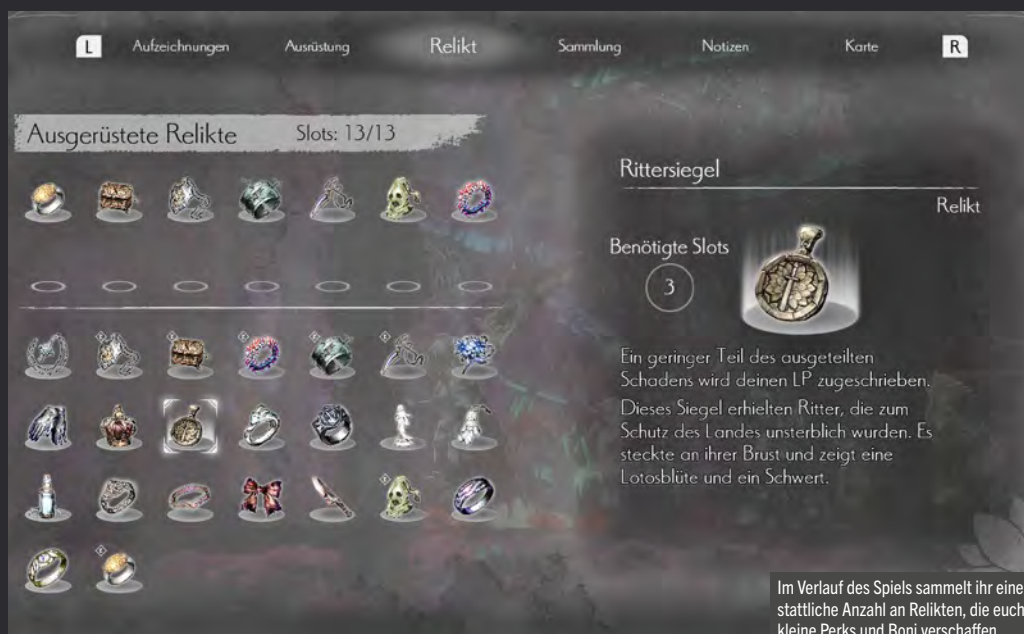 L Aufzeichnungen Ausrüstung Relikt Sammlung Notizen Karte R
Ausgerüstete Relikte Slots: 13/13
Rittersiegel
Relikt
Benötigte Slots
3
Ein geringer Teil des ausgeteilten
Schadens wird deinen LP zugeschrieben.
Dieses Siegel erhielten Ritter, die zum
Schutz des Landes unsterblich wurden. Es
steckte an ihrer Brust und zeigt eine
Lotosblüte und ein Schwert.
Im Verlauf des Spiels sammelt ihr eine
stattliche Anzahl an Relikten, die euch
kleine Perks und Boni verschaffen